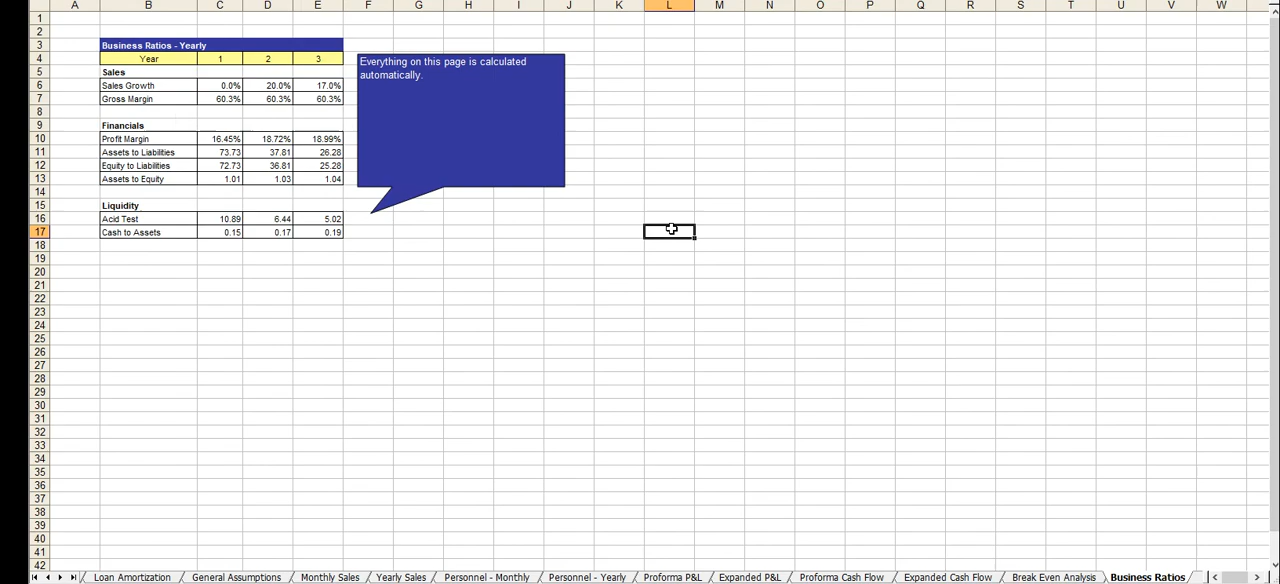 A B C D E F G H I J K L M N O P Q R S T U V W
1
2
3 Business Ratios - Yearly
4 Year 1 2 3
Everything on this page is calculated
automatically.
5 Sales
6 Sales Growth 0.0% 20.0% 17.0%
7 Gross Margin 60.3% 60.3% 60.3%
8
9 Financials
10 Profit Margin 16.45% 18.72% 18.99%
11 Assets to Liabilities 73.73 37.81 26.28
12 Equity to Liabilities 72.73 36.81 25.28
13 Assets to Equity 1.01 1.03 1.04
14
15 Liquidity
16 Acid Test 10.89 6.44 5.02
17 Cash to Assets 0.15 0.17 0.19
18
19
20
21
22
23
24
25
26
27
28
29
30
31
32
33
34
35
36
37
38
39
40
41
42
Loan Amortization General Assumptions Monthly Sales Yearly Sales Personnel - Monthly Personnel - Yearly Proforma P&L Expanded P&L Proforma Cash Flow Expanded Cash Flow Break Even Analysis Business Ratios